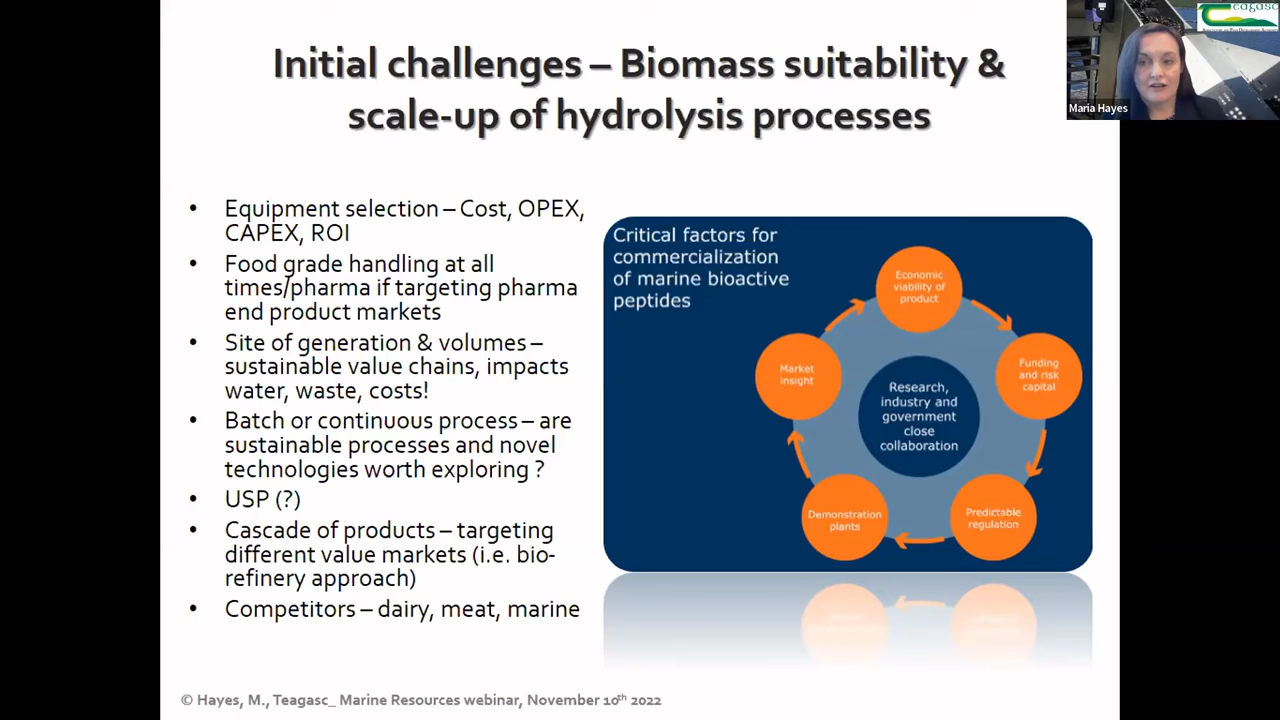 Initial challenges – Biomass suitability &
scale-up of hydrolysis processes
• Equipment selection – Cost, OPEX,
CAPEX, ROI
• Food grade handling at all
times/pharma if targeting pharma
end product markets
• Site of generation & volumes –
sustainable value chains, impacts
water, waste, costs!
• Batch or continuous process – are
sustainable processes and novel
technologies worth exploring ?
• USP (?)
• Cascade of products – targeting
different value markets (i.e. bio-
refinery approach)
• Competitors – dairy, meat, marine
Critical factors for
commercialization
of marine bioactive
peptides
Economic
viability of
product
Funding
and risk
capital
Predictable
regulation
Demonstration
plants
Market
insight
Research,
industry and
government
close
collaboration
© Hayes, M., Teagasc_ Marine Resources webinar, November 10th 2022
eagasc
Maria Hayes